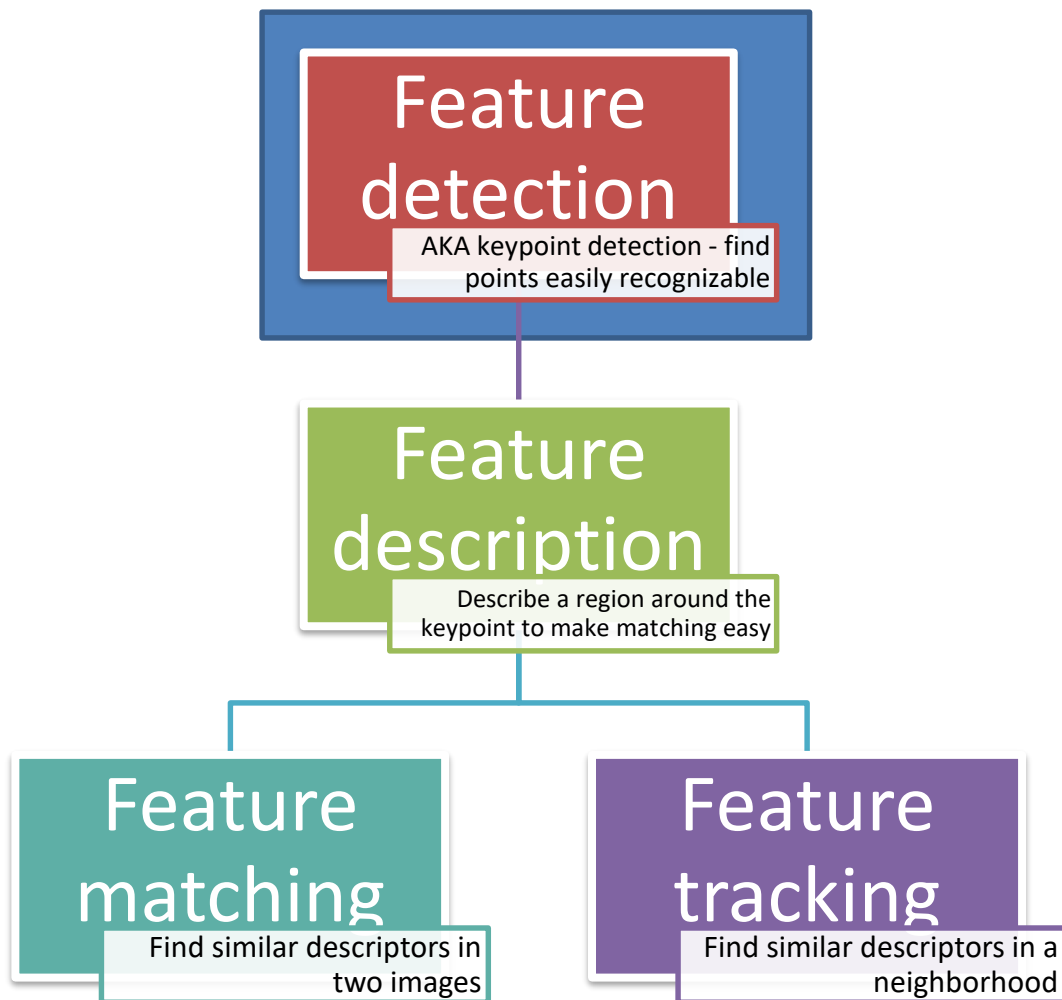 Feature
detection
AKA keypoint detection - find
points easily recognizable
Feature
description
Describe a region around the
keypoint to make matching easy
Feature
matching
Find similar descriptors in
two images
Feature
tracking
Find similar descriptors in a
neighborhood